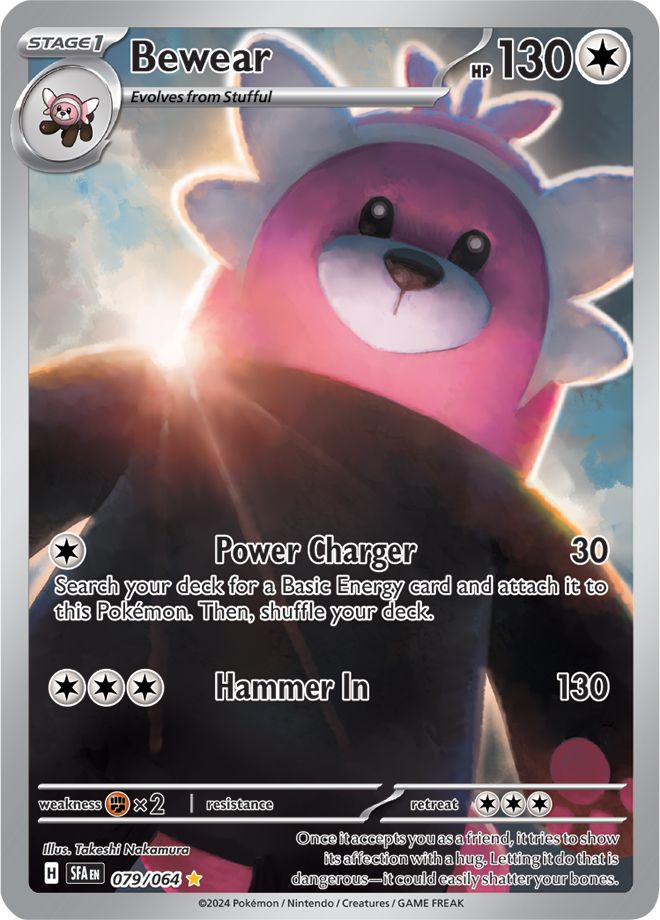 STAGE1
Bewear
HP 130
Evolves from Stufful
Power Charger 30
Search your deck for a Basic Energy card and attach it to
this Pokémon. Then, shuffle your deck.
Hammer In 130
weakness ×2 resistance retreat
Illus. Takeshi Nakamura
H SFA EN 079/064
Once it accepts you as a friend, it tries to show
its affection with a hug. Letting it do that is
dangerous—it could easily shatter your bones.
©2024 Pokémon / Nintendo / Creatures / GAME FREAK